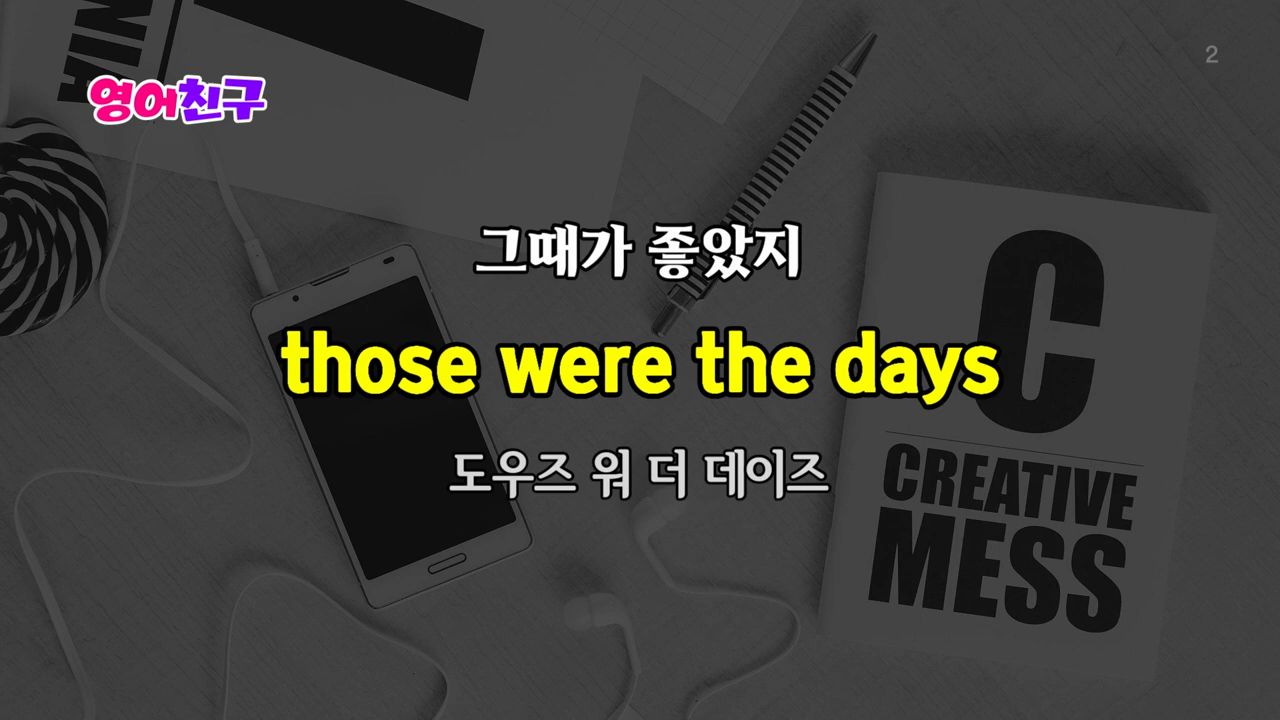 2
NIA
영어친구
그때가 좋았지
those were the days
도우즈 워 더 데이즈
C
CREATIVE
MESS